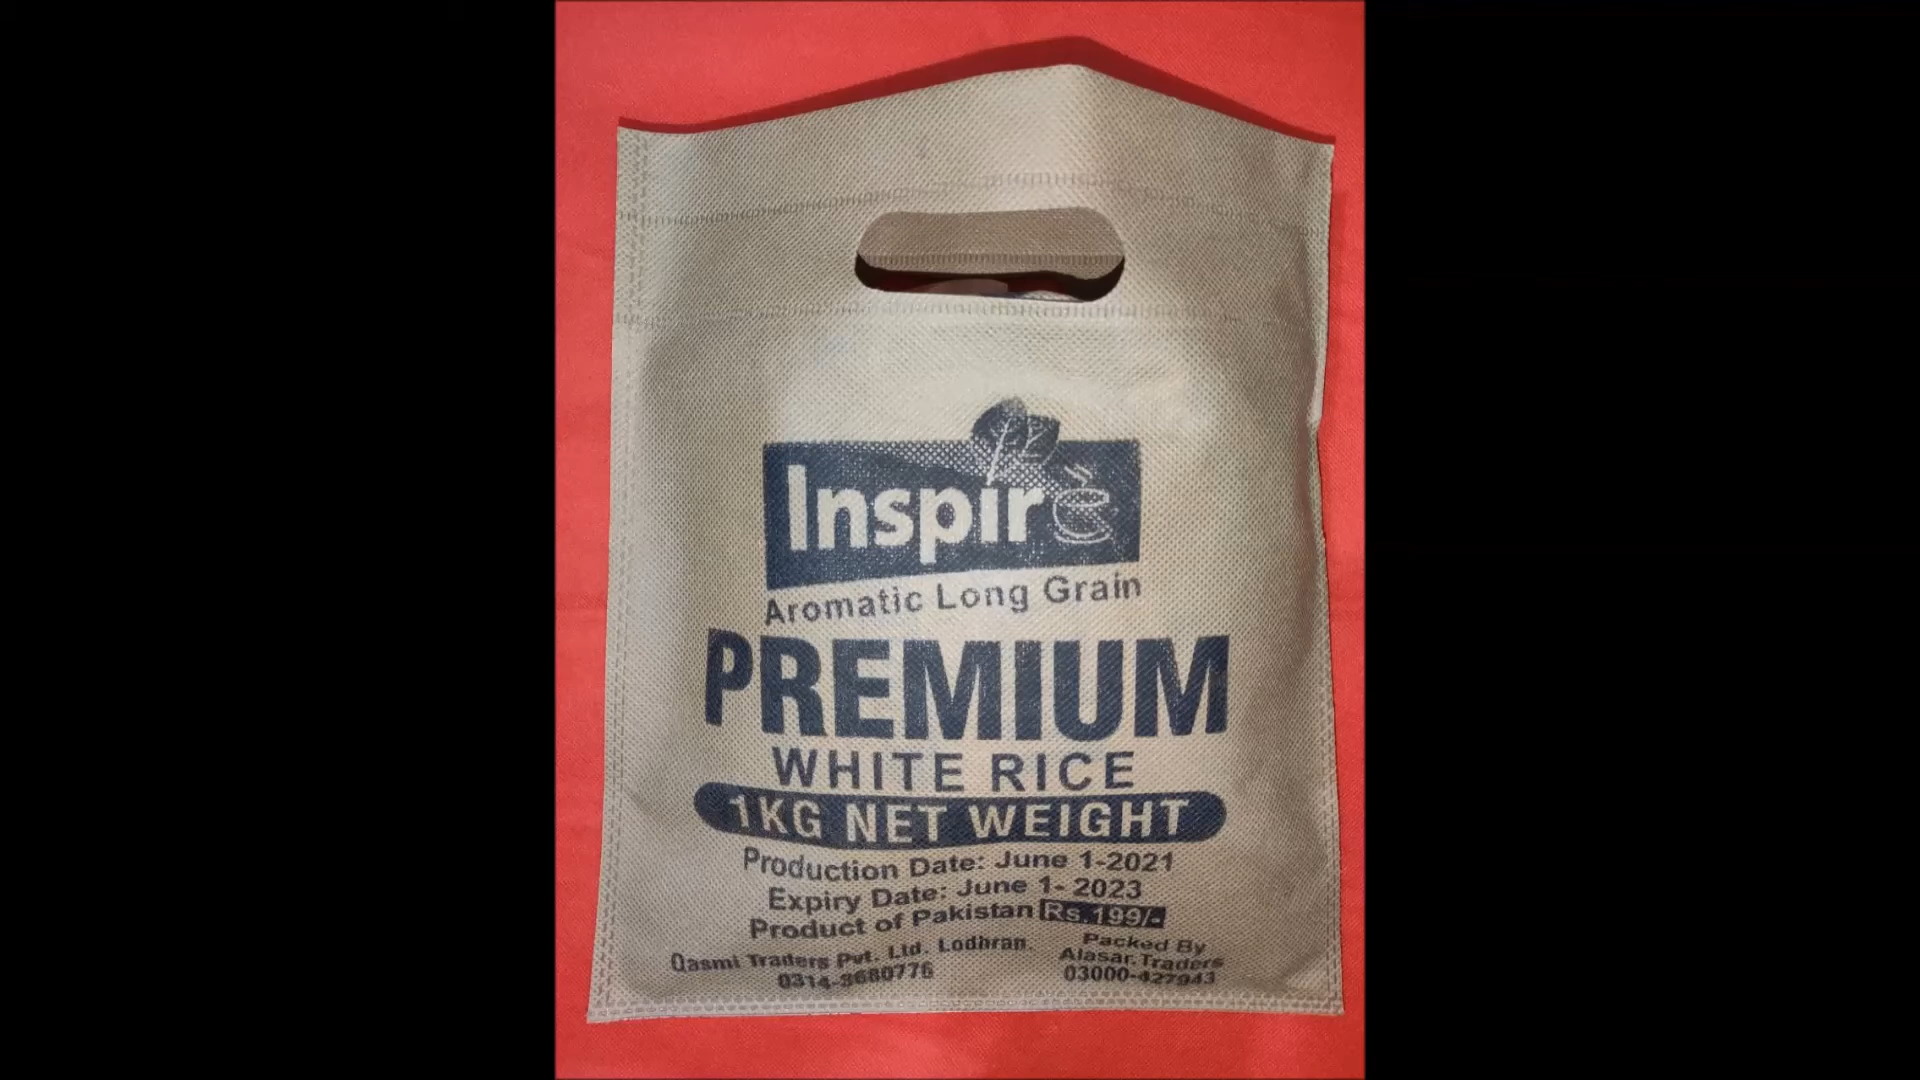 Inspire
Aromatic Long Grain
PREMIUM
WHITE RICE
1KG NET WEIGHT
Production Date: June 1-2021
Expiry Date: June 1- 2023
Product of Pakistan Rs.199/-
Qasmi Traders Pvt. Ltd. Lodhran.
0314-3680776
Packed By
Alasar Traders
03000-427943